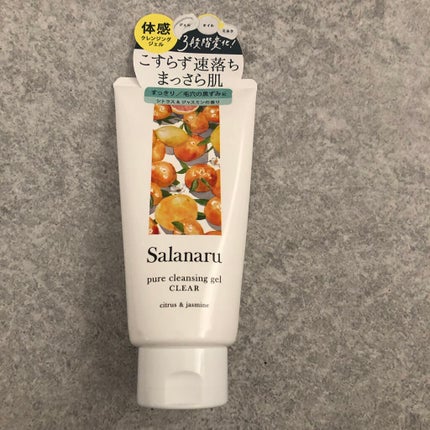 体感
クレンジング
ジェル
3段階変化!
こすらず速落ち
まっさら肌
すっきり/毛穴の黒ずみに
シトラス&ジャスミンの香り
Salanaru
pure cleansing gel
CLEAR
citrus & jasmine